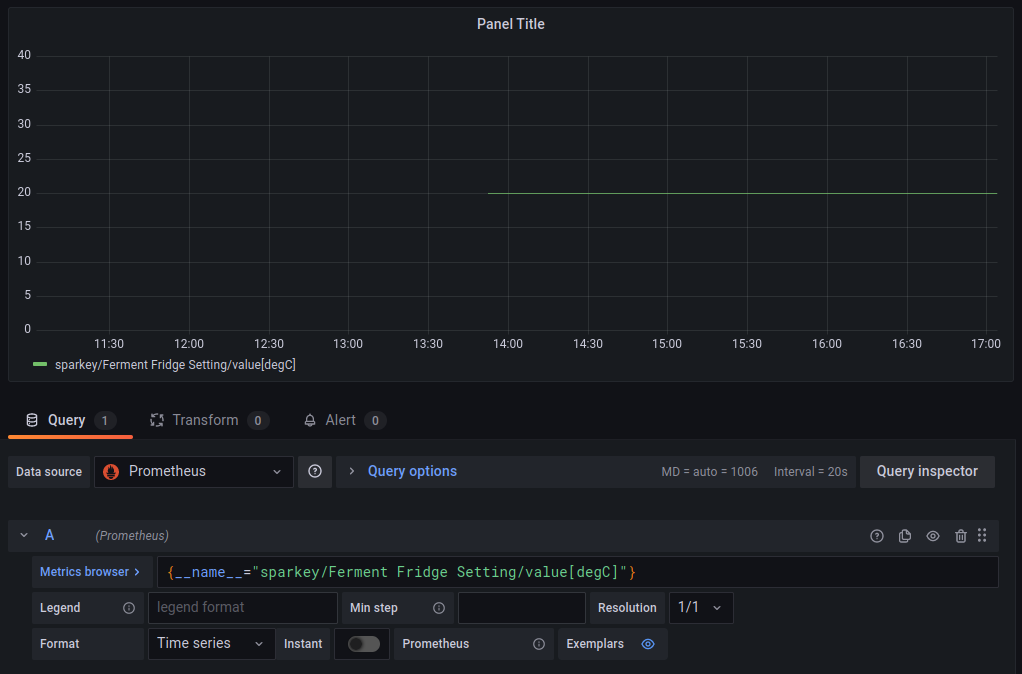 Panel Title
40
35
30
25
20
15
10
5
0
11:30 12:00 12:30 13:00 13:30 14:00 14:30 15:00 15:30 16:00 16:30 17:00
sparkey/Ferment Fridge Setting/value[degC]
Query 1 Transform 0 Alert 0
Data source Prometheus Query options MD = auto = 1006 Interval = 20s Query inspector
A (Prometheus)
Metrics browser > {__name__="sparkey/Ferment Fridge Setting/value[degC]"}
Legend legend format Min step Resolution 1/1
Format Time series Instant Prometheus Exemplars